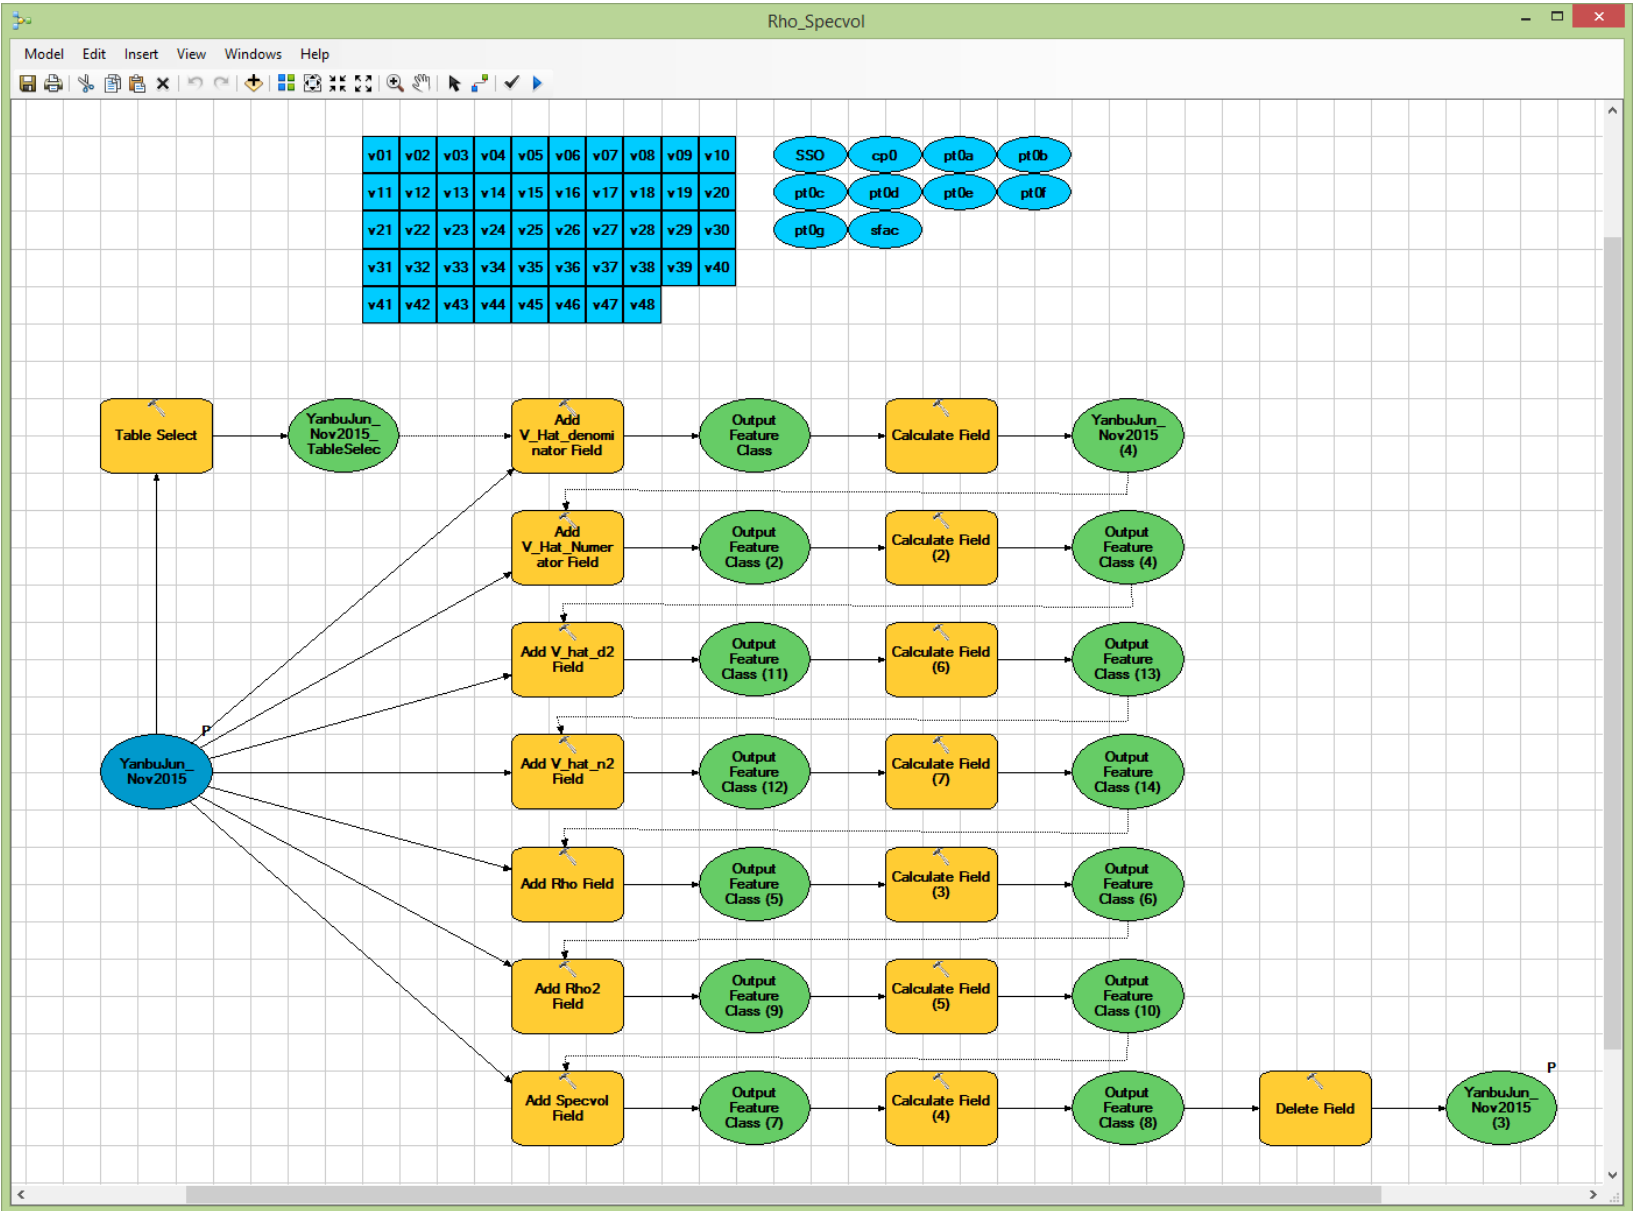 Rho_Specvol
Model Edit Insert View Windows Help
v01 v02 v03 v04 v05 v06 v07 v08 v09 v10
v11 v12 v13 v14 v15 v16 v17 v18 v19 v20
v21 v22 v23 v24 v25 v26 v27 v28 v29 v30
v31 v32 v33 v34 v35 v36 v37 v38 v39 v40
v41 v42 v43 v44 v45 v46 v47 v48
SSO cp0 pt0a pt0b
pt0c pt0d pt0e pt0f
pt0g sfac
Table Select
YanbuJun_
Nov2015_
TableSelec
Add
V_Hat_denomi
nator Field
Output
Feature
Class
Calculate Field
YanbuJun_
Nov2015
(4)
Add
V_Hat_Numer
ator Field
Output
Feature
Class (2)
Calculate Field
(2)
Output
Feature
Class (4)
Add V_hat_d2
Field
Output
Feature
Class (11)
Calculate Field
(6)
Output
Feature
Class (13)
P
YanbuJun_
Nov2015
Add V_hat_n2
Field
Output
Feature
Class (12)
Calculate Field
(7)
Output
Feature
Class (14)
Add Rho Field
Output
Feature
Class (5)
Calculate Field
(3)
Output
Feature
Class (6)
Add Rho2
Field
Output
Feature
Class (9)
Calculate Field
(5)
Output
Feature
Class (10)
Add Specvol
Field
Output
Feature
Class (7)
Calculate Field
(4)
Output
Feature
Class (8)
Delete Field
P
YanbuJun_
Nov2015
(3)